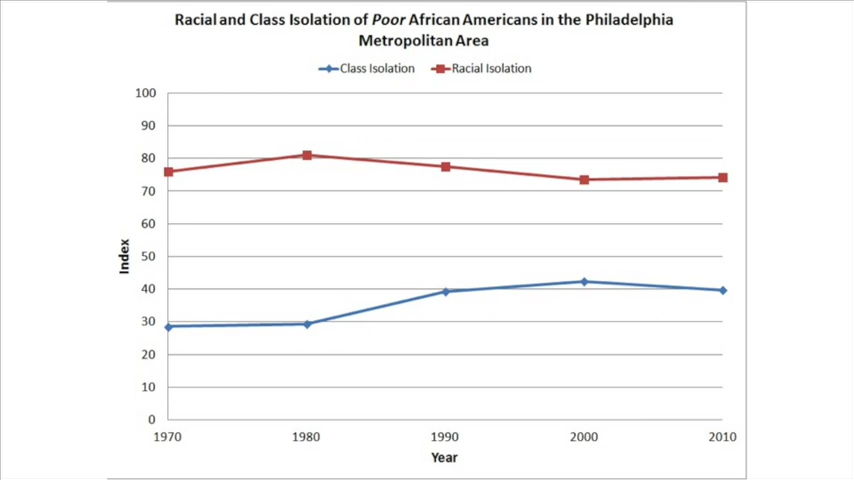 Racial and Class Isolation of Poor African Americans in the Philadelphia
Metropolitan Area
Class Isolation
Racial Isolation
100
90
80
70
60
50
40
30
20
10
0
Index
1970
1980
1990
2000
2010
Year